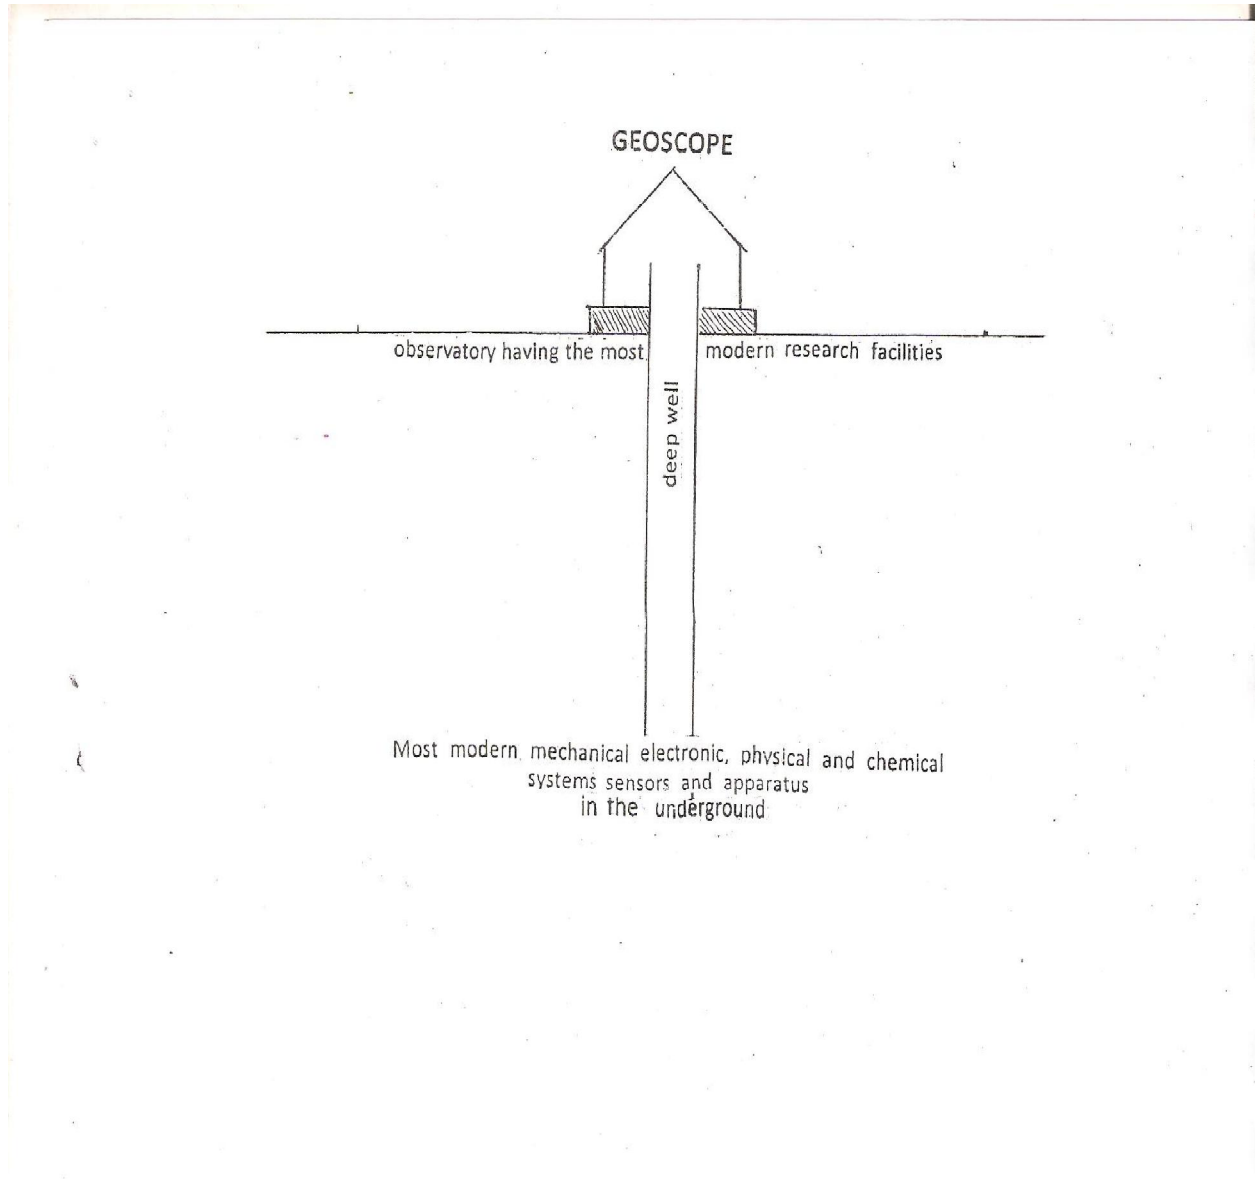 GEOSCOPE
observatory having the most modern research facilities
deep well
Most modern mechanical electronic, physical and chemical
systems sensors and apparatus
in the underground